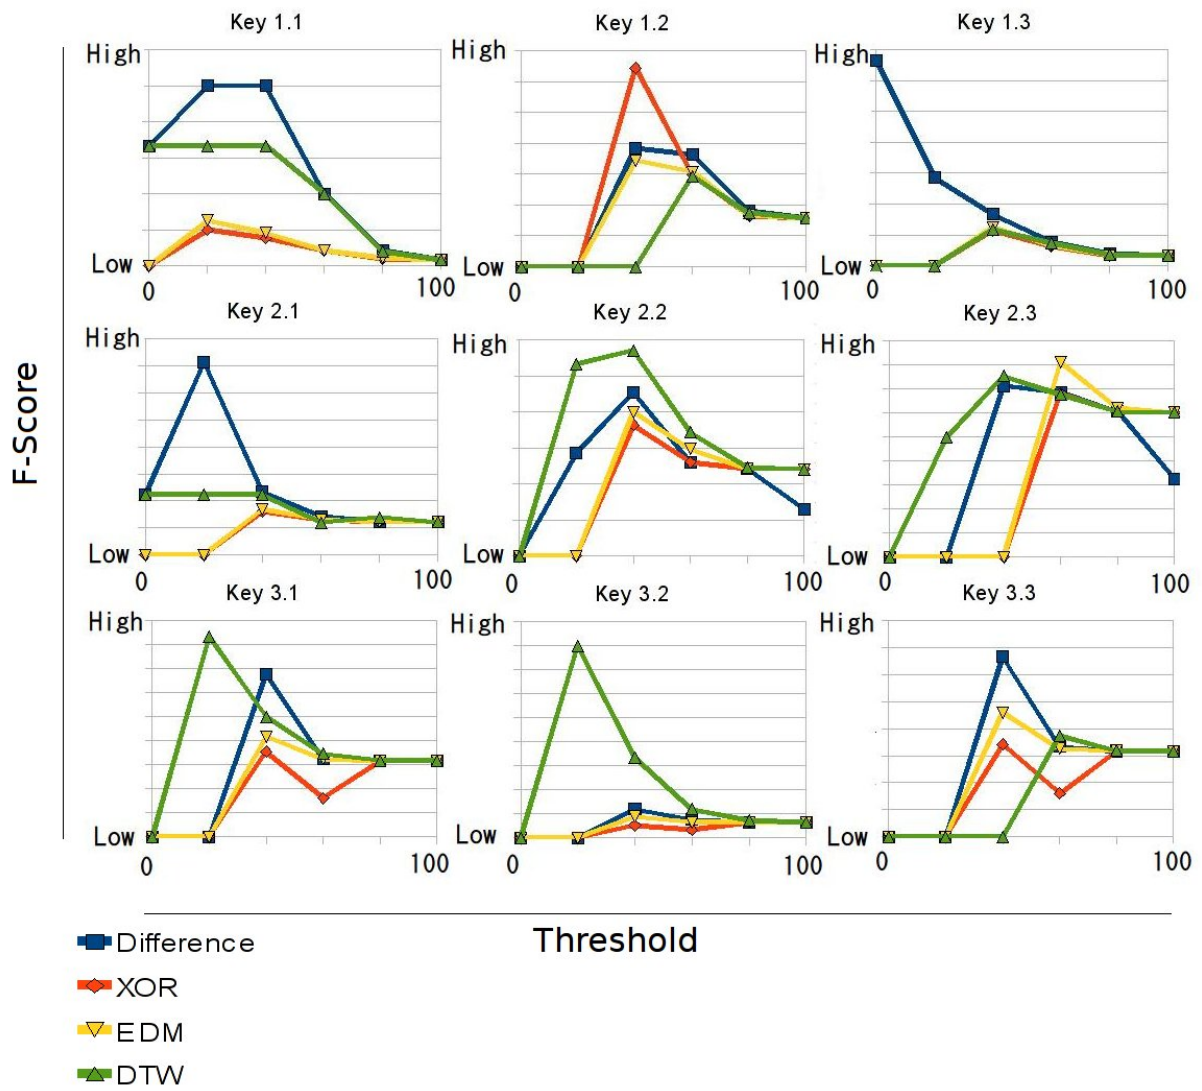 Key 1.1 Key 1.2 Key 1.3
High High High
Low Low Low
0 100 0 100 0 100
Key 2.1 Key 2.2 Key 2.3
High High High
F-Score
Low Low Low
0 100 0 100 0 100
Key 3.1 Key 3.2 Key 3.3
High High High
Low Low Low
0 100 0 100 0 100
Threshold
Difference
XOR
EDM
DTW